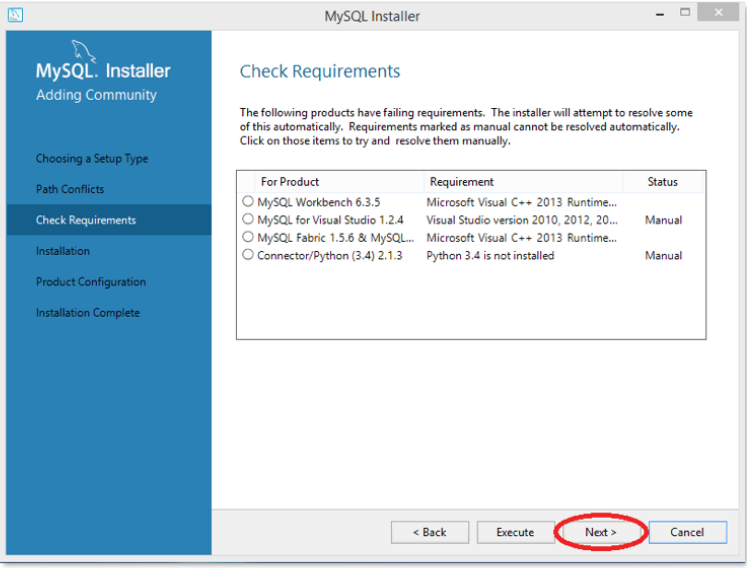 MySQL Installer
MySQL. Installer
Adding Community
Choosing a Setup Type
Path Conflicts
Check Requirements
Installation
Product Configuration
Installation Complete
Check Requirements
The following products have failing requirements. The installer will attempt to resolve some
of this automatically. Requirements marked as manual cannot be resolved automatically.
Click on those items to try and resolve them manually.
For Product Requirement Status
MySQL Workbench 6.3.5 Microsoft Visual C++ 2013 Runtime...
MySQL for Visual Studio 1.2.4 Visual Studio version 2010, 2012, 20... Manual
MySQL Fabric 1.5.6 & MySQL... Microsoft Visual C++ 2013 Runtime...
Connector/Python (3.4) 2.1.3 Python 3.4 is not installed Manual
< Back Execute Next > Cancel